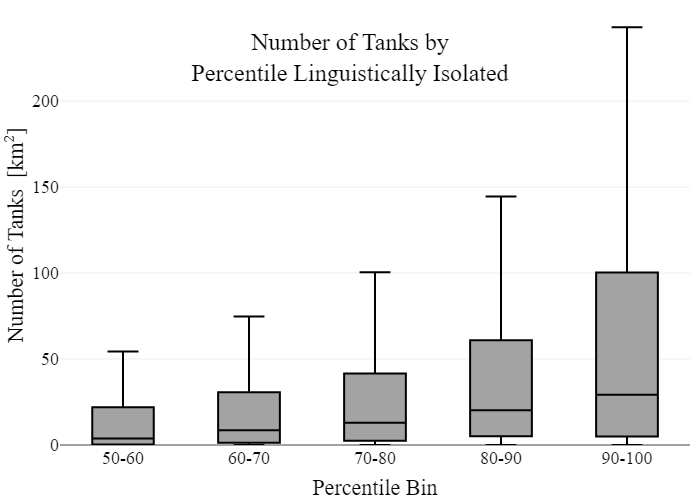 Number of Tanks by
Percentile Linguistically Isolated
Number of Tanks [km²]
200
150
100
50
0
50-60 60-70 70-80 80-90 90-100
Percentile Bin